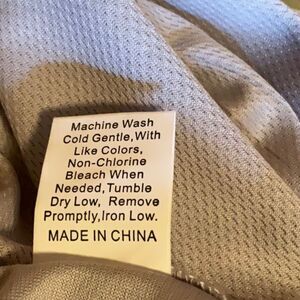 Machine Wash
Cold Gentle,With
Like Colors,
Non-Chlorine
Bleach When
Needed,Tumble
Dry Low, Remove
Promptly,Iron Low.
MADE IN CHINA